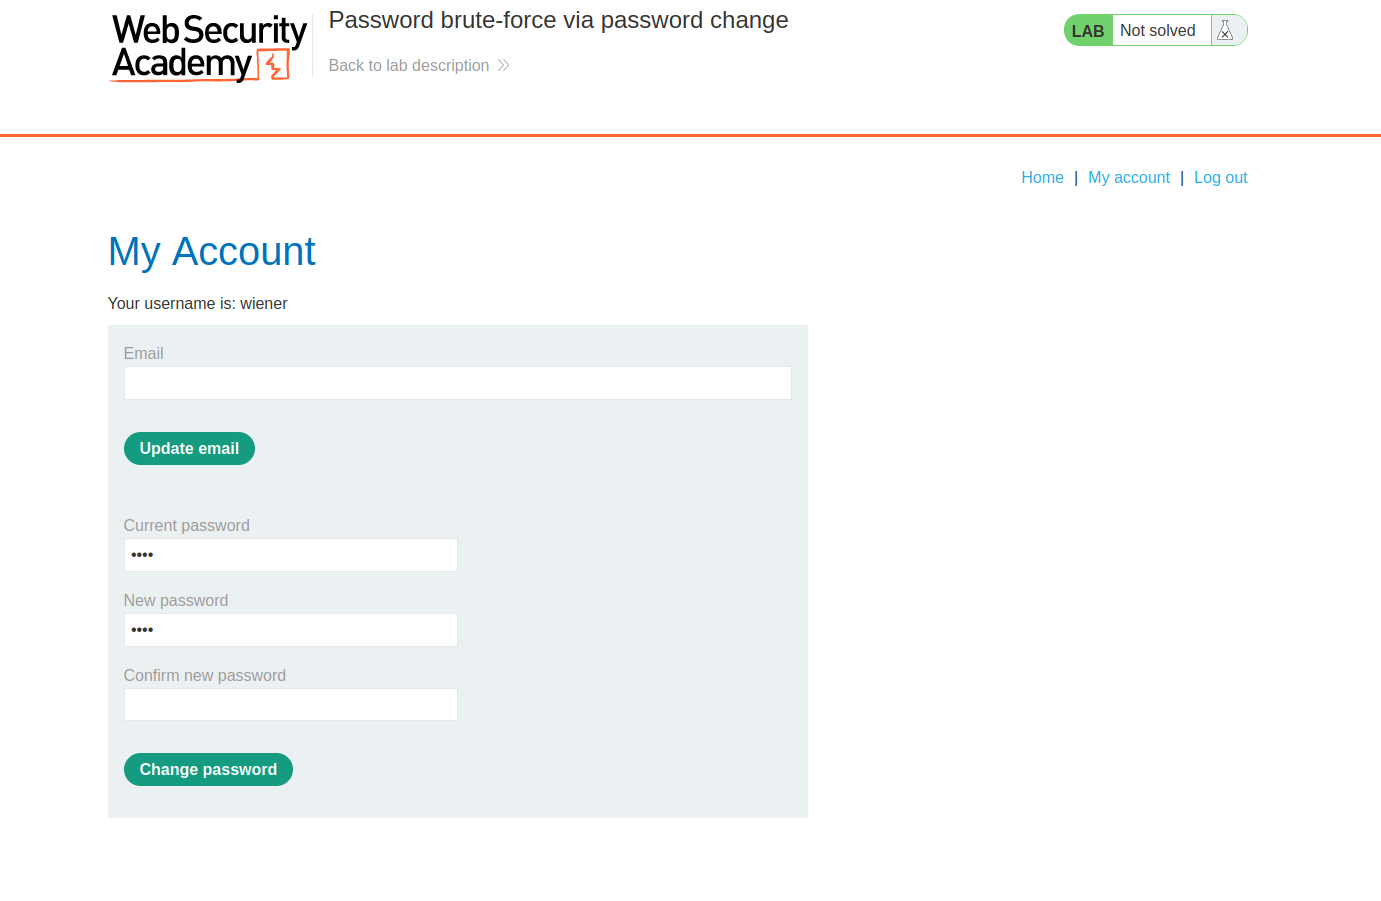 Web Security
Academy
Password brute-force via password change
Back to lab description
LAB Not solved
Home | My account | Log out
My Account
Your username is: wiener
Email
Update email
Current password
••••
New password
••••
Confirm new password
Change password